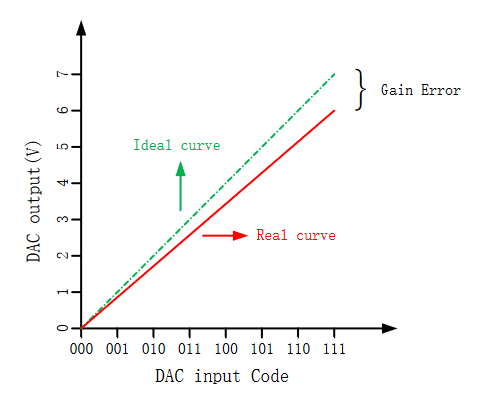 7
6
5
4
3
2
1
0
DAC output(V)
Ideal curve
Real curve
Gain Error
000 001 010 011 100 101 110 111
DAC input Code